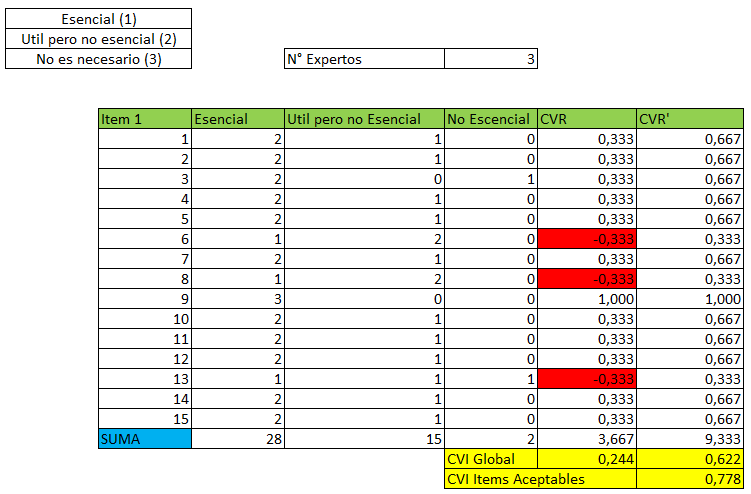 Esencial (1)
Util pero no esencial (2)
No es necesario (3)
N° Expertos 3
Item 1 Esencial Util pero no Esencial No Escencial CVR CVR'
1 2 1 0 0,333 0,667
2 2 1 0 0,333 0,667
3 2 0 1 0,333 0,667
4 2 1 0 0,333 0,667
5 2 1 0 0,333 0,667
6 1 2 0 -0,333 0,333
7 2 1 0 0,333 0,667
8 1 2 0 -0,333 0,333
9 3 0 0 1,000 1,000
10 2 1 0 0,333 0,667
11 2 1 0 0,333 0,667
12 2 1 0 0,333 0,667
13 1 1 1 -0,333 0,333
14 2 1 0 0,333 0,667
15 2 1 0 0,333 0,667
SUMA 28 15 2 3,667 9,333
CVI Global 0,244 0,622
CVI Items Aceptables 0,778